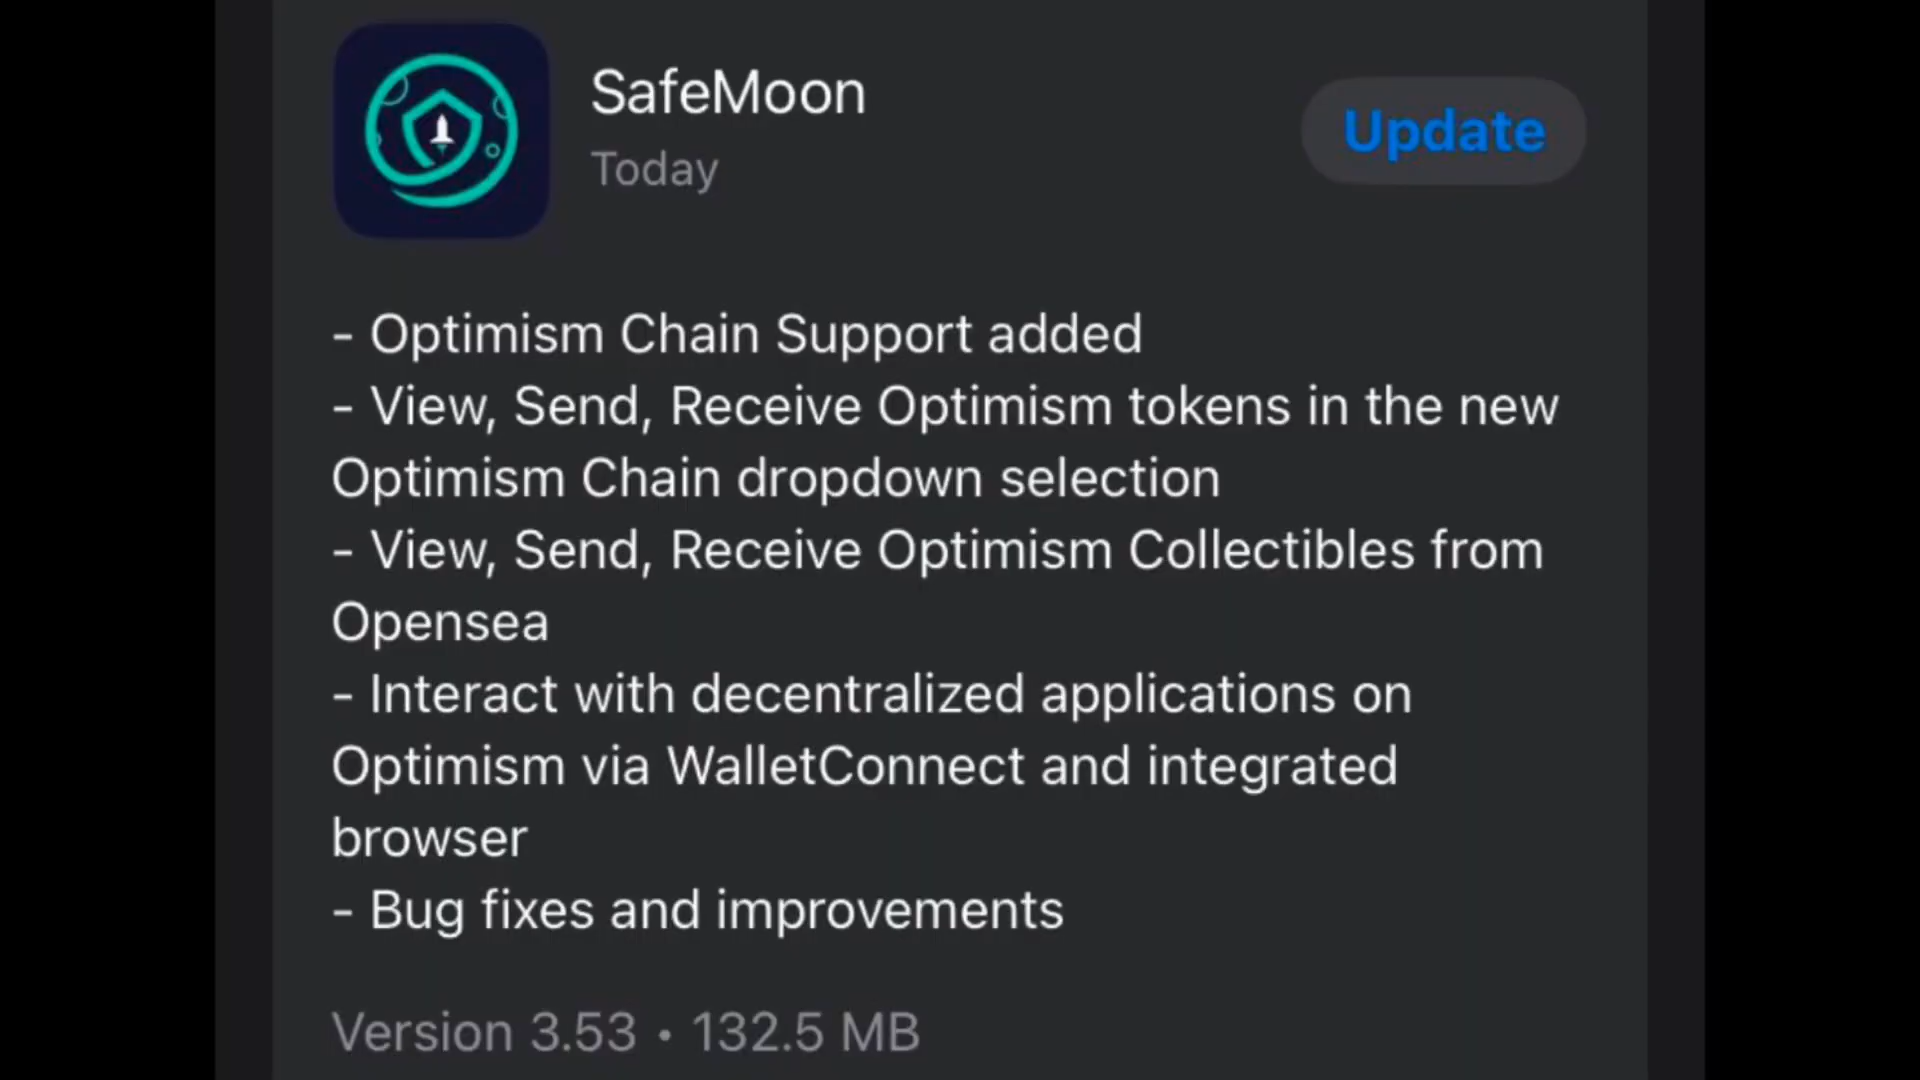 SafeMoon
Today
Update
- Optimism Chain Support added
- View, Send, Receive Optimism tokens in the new
Optimism Chain dropdown selection
- View, Send, Receive Optimism Collectibles from
Opensea
- Interact with decentralized applications on
Optimism via WalletConnect and integrated
browser
- Bug fixes and improvements
Version 3.53 • 132.5 MB